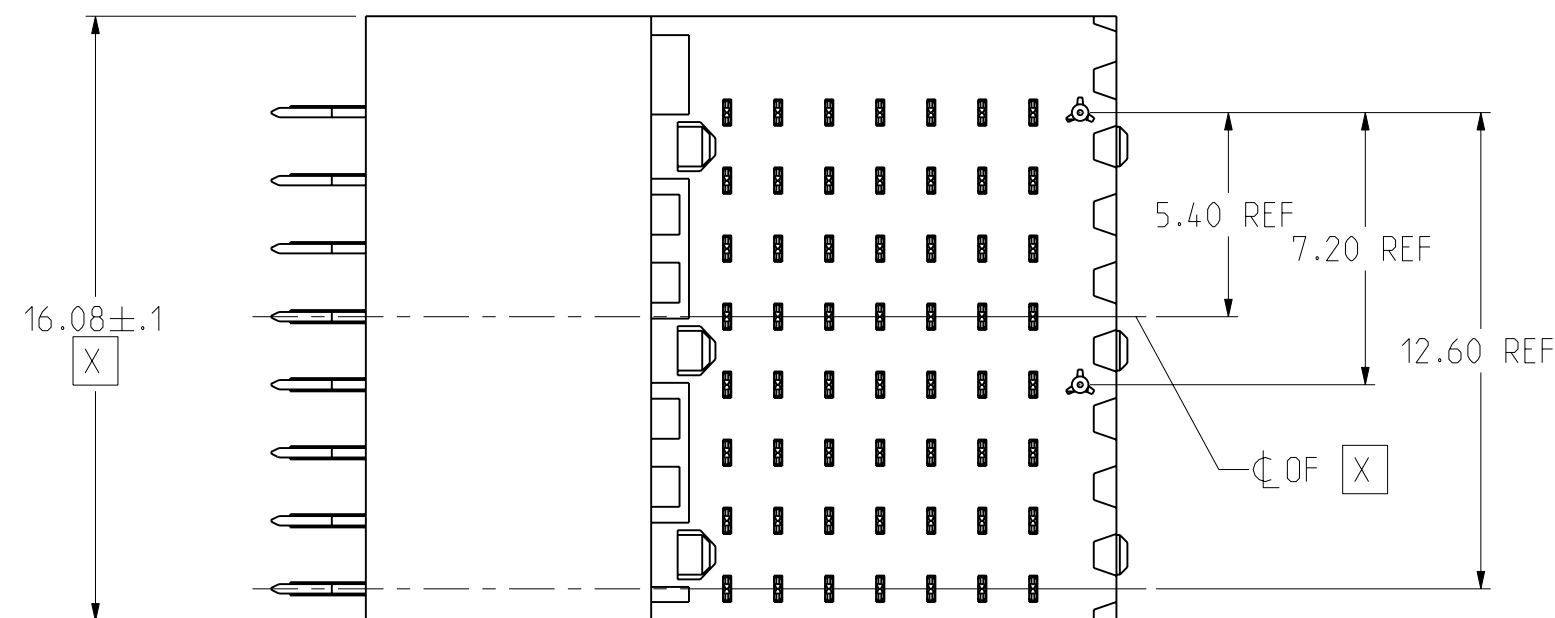 5.40 REF
7.20 REF
16.08±.1
X
12.60 REF
℄ OF X